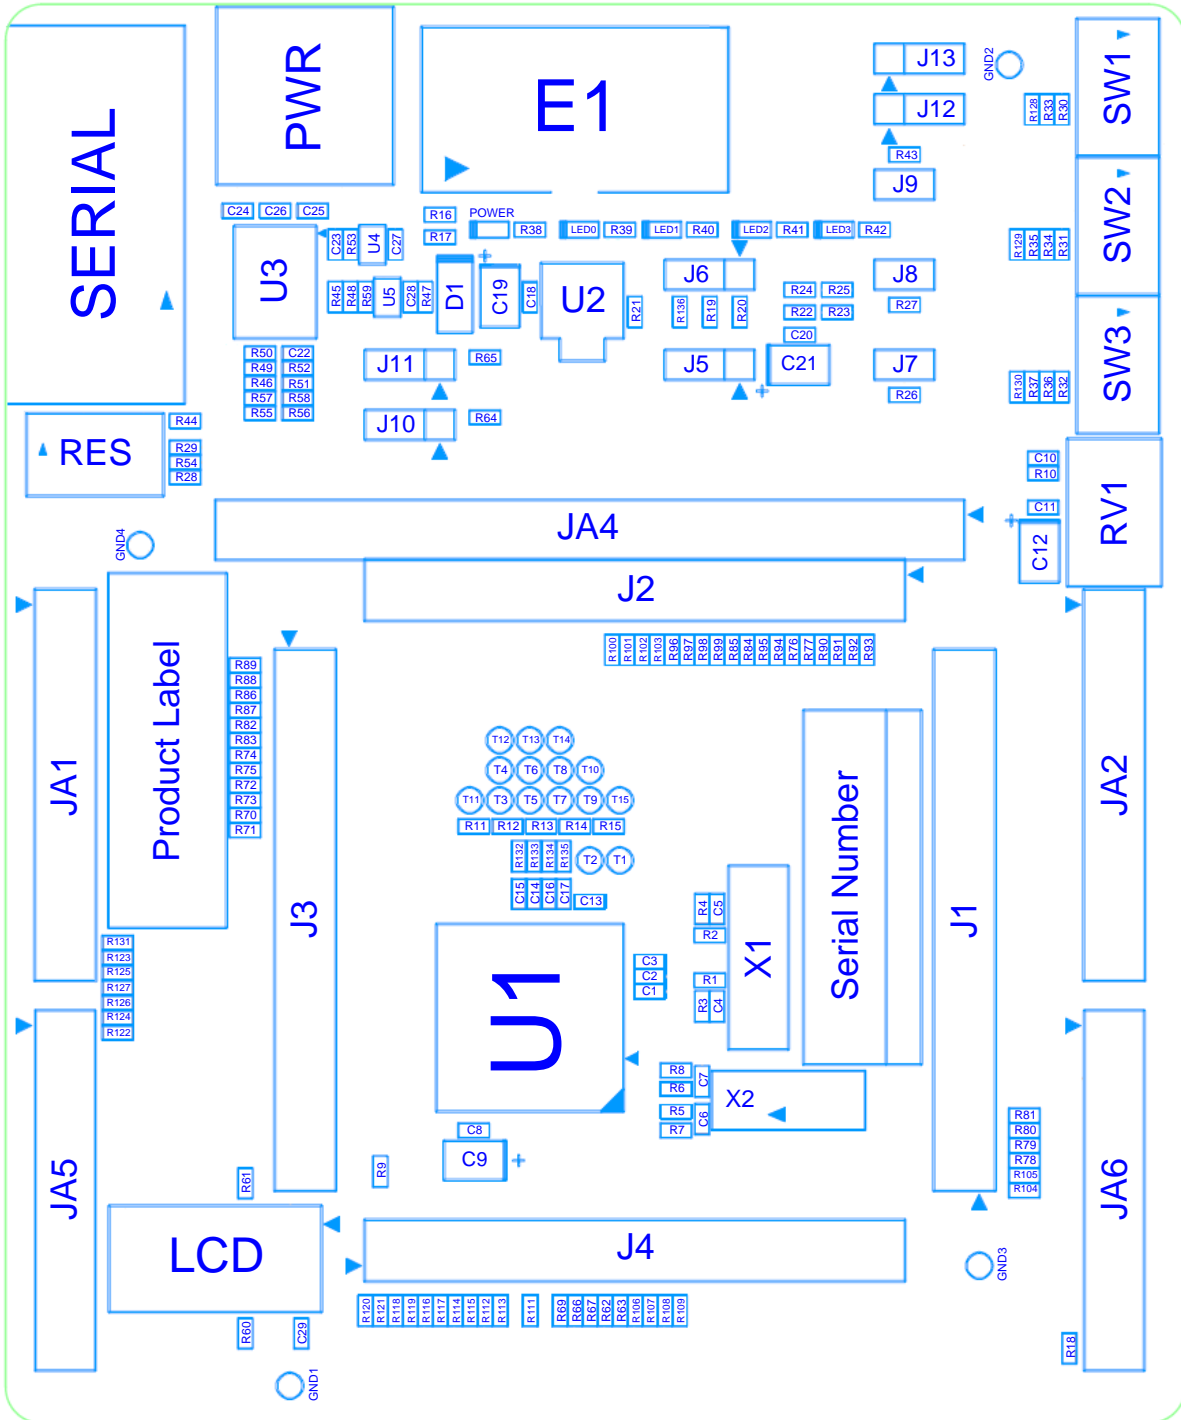 SERIAL
PWR
E1
J13
J12
GND2
SW1
R128
R33
R30
R43
J9
C24
C26
C25
U3
C23
R53
U4
C27
R16
R17
POWER
R38
LED0
R39
LED1
R40
LED2
R41
LED3
R42
SW2
R129
R35
R34
R31
R45
R48
R59
U5
C28
R47
D1
C19
C18
U2
R21
J6
R136
R19
R20
R24
R25
R22
R23
C20
J8
R27
SW3
R130
R37
R36
R32
R50
C22
R49
R52
R46
R51
R57
R58
R55
R56
J11
R65
J10
R64
J5
C21
J7
R26
RES
R44
R29
R54
R28
C10
R10
C11
C12
RV1
GND4
JA4
J2
JA1
Product Label
R89
R88
R86
R87
R82
R83
R74
R75
R72
R73
R70
R71
J3
R100
R101
R102
R103
R96
R97
R98
R99
R85
R84
R95
R94
R76
R77
R90
R91
R92
R93
T12
T13
T14
T4
T6
T8
T10
T11
T3
T5
T7
T9
T15
R11
R12
R13
R14
R15
R132
R133
R134
R135
T2
T1
C15
C14
C16
C17
C13
U1
C3
C2
C1
R4
C5
R2
R1
R3
C4
X1
Serial Number
J1
JA2
R131
R123
R125
R127
R126
R124
R122
R8
R6
C7
R5
R7
C6
X2
C8
C9
R9
R61
JA5
LCD
J4
R81
R80
R79
R78
R105
R104
JA6
GND3
R60
C29
GND1
R120
R121
R118
R119
R116
R117
R114
R115
R112
R113
R111
R69
R66
R67
R62
R63
R106
R107
R108
R109
R18